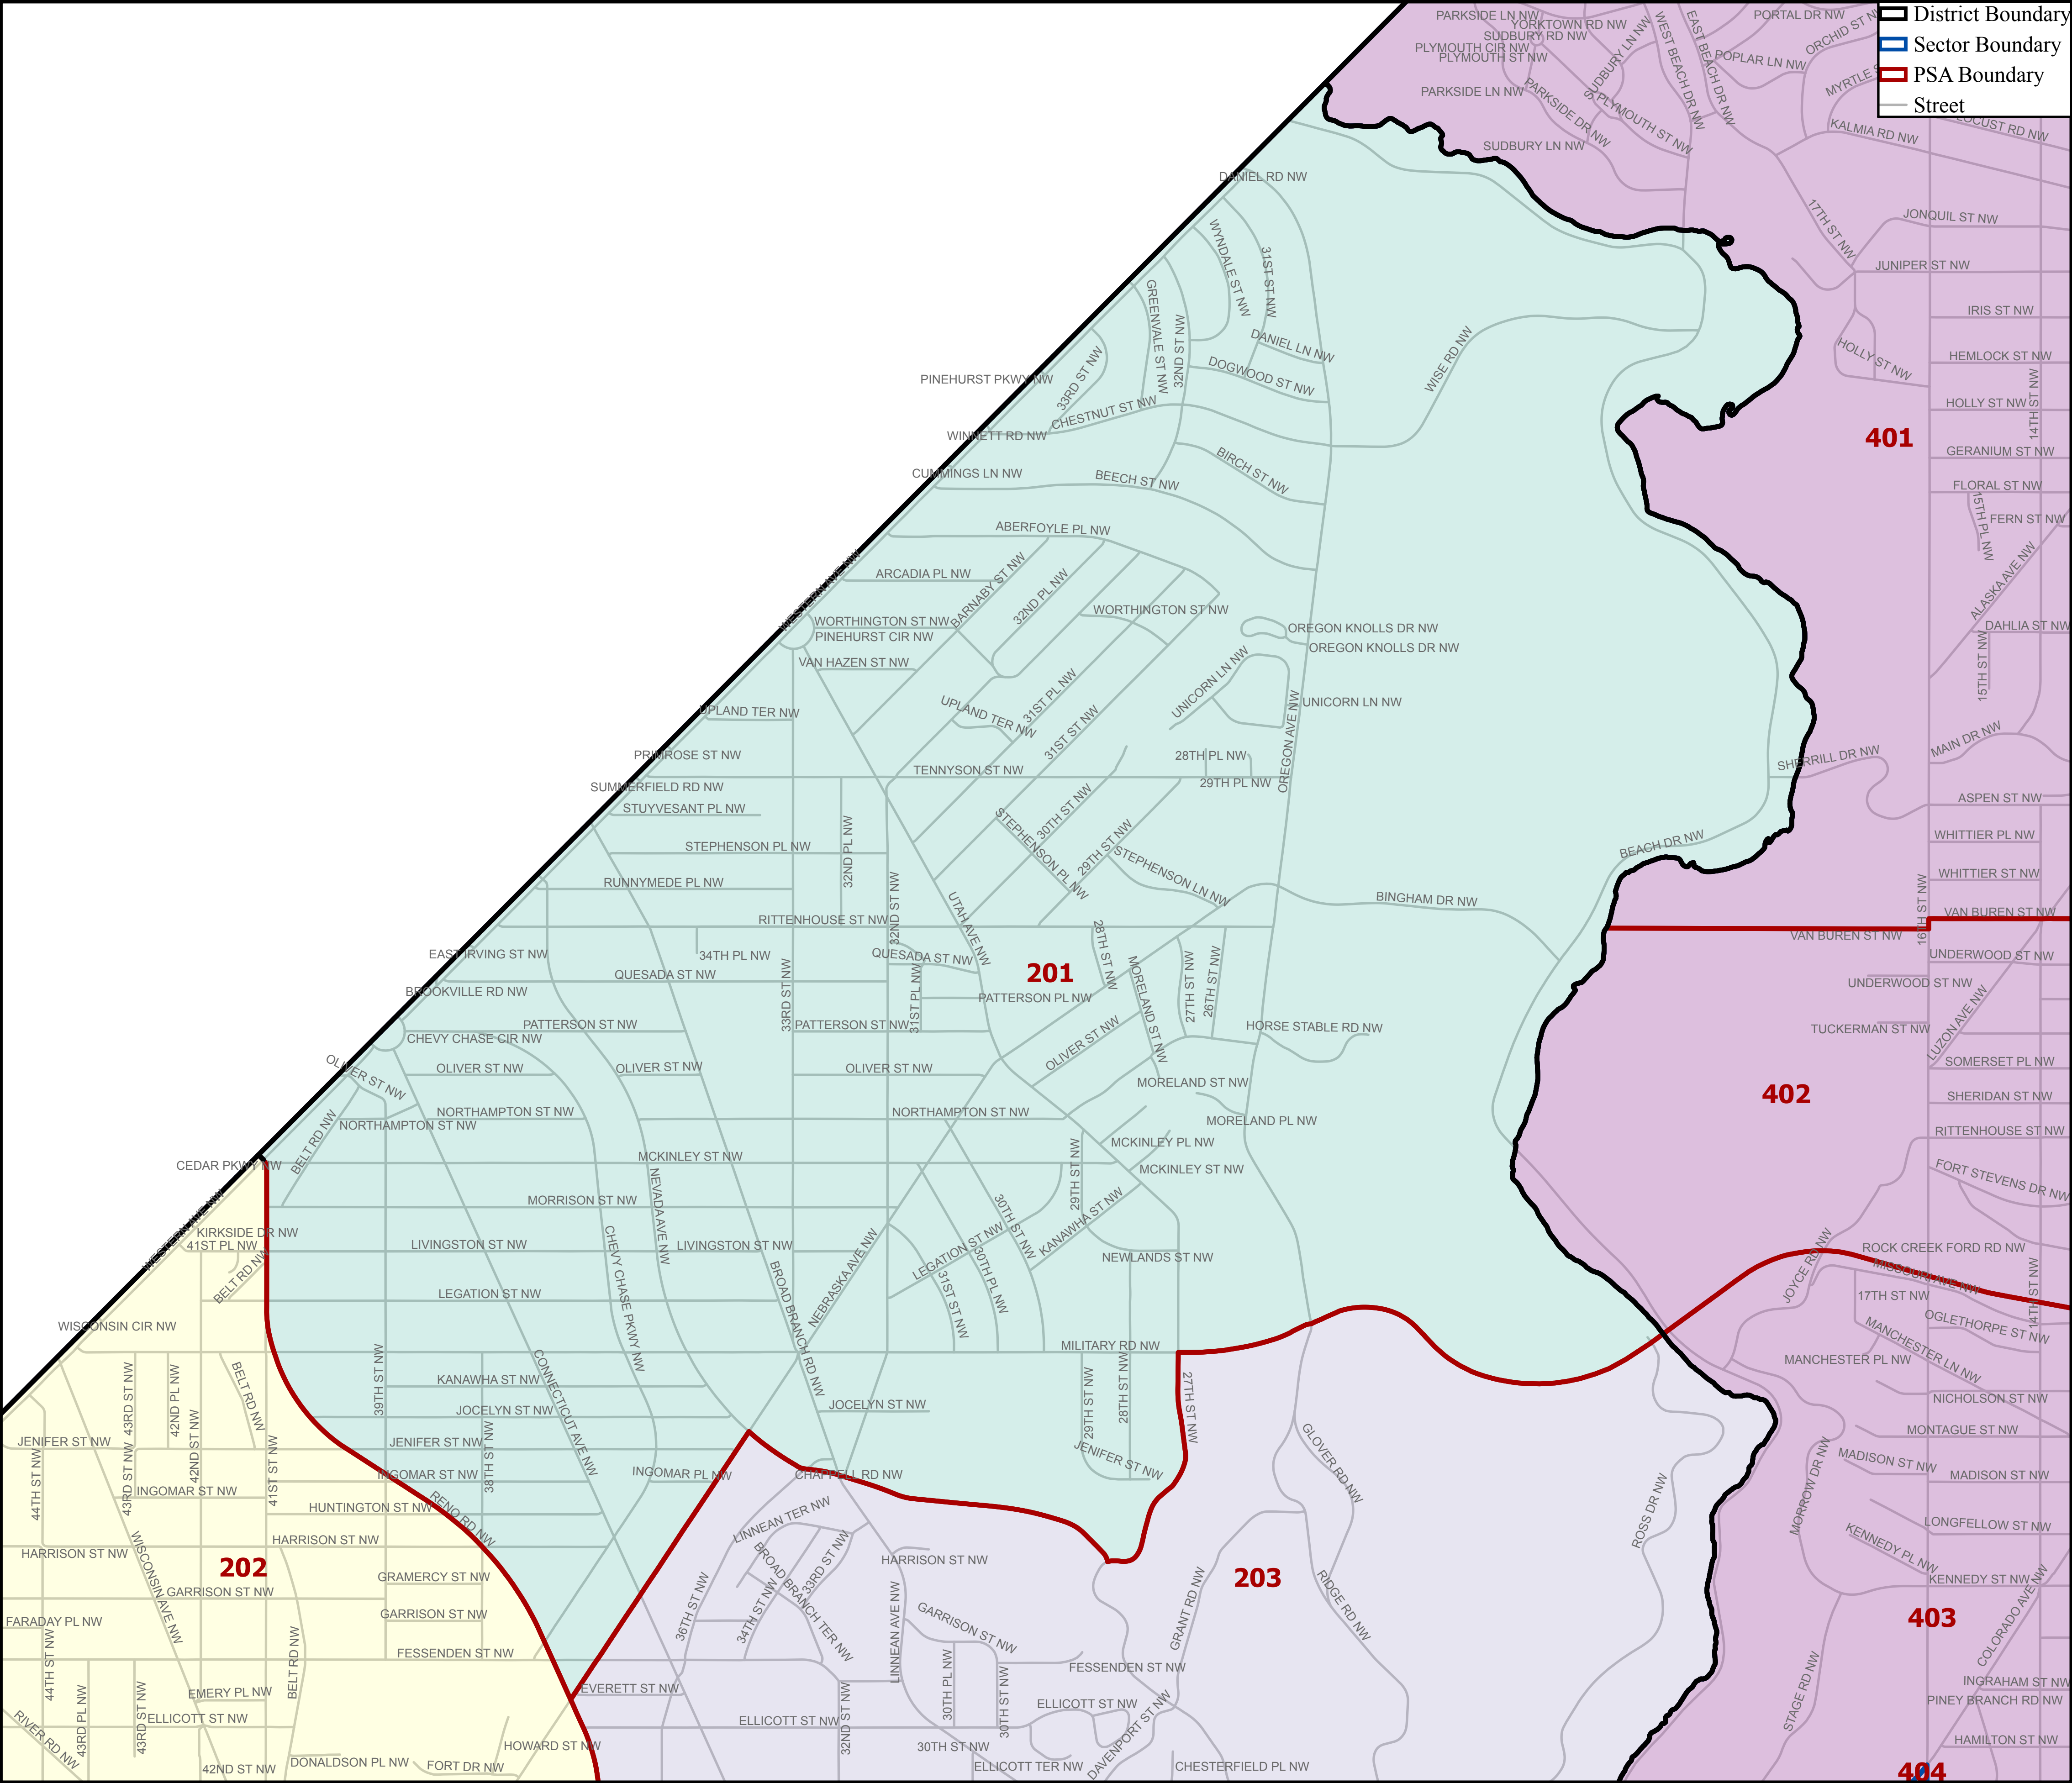 District Boundary
Sector Boundary
PSA Boundary
Street
PARKSIDE LN NW
YORKTOWN RD NW
SUDBURY RD NW
PLYMOUTH CIR NW
PLYMOUTH ST NW
SUDBURY LN NW
WEST BEACH DR NW
EAST BEACH DR NW
PORTAL DR NW
POPLAR LN NW
PARKSIDE LN NW
PARKSIDE DR NW
PLYMOUTH ST NW
SUDBURY LN NW
KALMIA RD NW
LOCUST RD NW
DANIEL RD NW
17TH ST NW
JONQUIL ST NW
JUNIPER ST NW
WYNDALE ST NW
31ST ST NW
GREENVALE ST NW
32ND ST NW
DANIEL LN NW
DOGWOOD ST NW
WISE RD NW
IRIS ST NW
HOLLY ST NW
HEMLOCK ST NW
PINEHURST PKWY NW
33RD ST NW
CHESTNUT ST NW
HOLLY ST NW
14TH ST NW
WINNETT RD NW
401
GERANIUM ST NW
CUMMINGS LN NW
BEECH ST NW
BIRCH ST NW
FLORAL ST NW
15TH PL NW
FERN ST NW
ABERFOYLE PL NW
WESTERN AVE NW
ARCADIA PL NW
BARNABY ST NW
32ND PL NW
ALASKA AVE NW
WORTHINGTON ST NW
WORTHINGTON ST NW
PINEHURST CIR NW
OREGON KNOLLS DR NW
OREGON KNOLLS DR NW
DAHLIA ST NW
15TH ST NW
VAN HAZEN ST NW
UNICORN LN NW
UNICORN LN NW
UPLAND TER NW
UPLAND TER NW
31ST PL NW
31ST ST NW
OREGON AVE NW
PRIMROSE ST NW
28TH PL NW
SHERRILL DR NW
MAIN DR NW
TENNYSON ST NW
29TH PL NW
SUMMERFIELD RD NW
STUYVESANT PL NW
ASPEN ST NW
STEPHENSON PL NW
32ND PL NW
STEPHENSON PL NW
30TH ST NW
29TH ST NW
STEPHENSON LN NW
BEACH DR NW
WHITTIER PL NW
WHITTIER ST NW
RUNNYMEDE PL NW
BINGHAM DR NW
RITTENHOUSE ST NW
32ND ST NW
UTAH AVE NW
VAN BUREN ST NW
VAN BUREN ST NW
16TH ST NW
EAST IRVING ST NW
34TH PL NW
QUESADA ST NW
QUESADA ST NW
201
28TH ST NW
MORELAND ST NW
27TH ST NW
26TH ST NW
UNDERWOOD ST NW
UNDERWOOD ST NW
BROOKVILLE RD NW
33RD ST NW
31ST PL NW
PATTERSON PL NW
PATTERSON ST NW
PATTERSON ST NW
CHEVY CHASE CIR NW
HORSE STABLE RD NW
TUCKERMAN ST NW
LUZON AVE NW
OLIVER ST NW
OLIVER ST NW
OLIVER ST NW
OLIVER ST NW
OLIVER ST NW
MORELAND ST NW
SOMERSET PL NW
402
SHERIDAN ST NW
NORTHAMPTON ST NW
NORTHAMPTON ST NW
NORTHAMPTON ST NW
MORELAND PL NW
RITTENHOUSE ST NW
BELT RD NW
MCKINLEY PL NW
CEDAR PKWY NW
MCKINLEY ST NW
MCKINLEY ST NW
FORT STEVENS DR NW
MORRISON ST NW
NEVADA AVE NW
29TH ST NW
WESTERN AVE NW
KIRKSIDE DR NW
41ST PL NW
BELT RD NW
LIVINGSTON ST NW
LIVINGSTON ST NW
CHEVY CHASE PKWY NW
NEBRASKA AVE NW
LEGATION ST NW
30TH ST NW
KANAWHA ST NW
NEWLANDS ST NW
ROCK CREEK FORD RD NW
JOYCE RD NW
MISSOURI AVE NW
LEGATION ST NW
BROAD BRANCH RD NW
31ST ST NW
30TH PL NW
17TH ST NW
14TH ST NW
WISCONSIN CIR NW
OGLETHORPE ST NW
MANCHESTER LN NW
MILITARY RD NW
MANCHESTER PL NW
43RD ST NW
42ND PL NW
BELT RD NW
39TH ST NW
KANAWHA ST NW
CONNECTICUT AVE NW
29TH ST NW
28TH ST NW
27TH ST NW
NICHOLSON ST NW
JOCELYN ST NW
JOCELYN ST NW
MONTAGUE ST NW
JENIFER ST NW
42ND ST NW
JENIFER ST NW
38TH ST NW
JENIFER ST NW
GLOVER RD NW
MADISON ST NW
MADISON ST NW
44TH ST NW
43RD ST NW
INGOMAR ST NW
41ST ST NW
INGOMAR ST NW
INGOMAR PL NW
CHAPPELL RD NW
ROSS DR NW
MORROW DR NW
HUNTINGTON ST NW
RENO RD NW
LINNEAN TER NW
LONGFELLOW ST NW
HARRISON ST NW
HARRISON ST NW
WISCONSIN AVE NW
BROAD BRANCH TER NW
33RD ST NW
HARRISON ST NW
KENNEDY PL NW
202
GRAMERCY ST NW
203
KENNEDY ST NW
GARRISON ST NW
36TH ST NW
34TH ST NW
LINNEAN AVE NW
GARRISON ST NW
GRANT RD NW
RIDGE RD NW
403
COLORADO AVE NW
FARADAY PL NW
GARRISON ST NW
44TH ST NW
BELT RD NW
FESSENDEN ST NW
FESSENDEN ST NW
30TH PL NW
30TH ST NW
STAGE RD NW
INGRAHAM ST NW
EMERY PL NW
EVERETT ST NW
PINEY BRANCH RD NW
RIVER RD NW
43RD PL NW
43RD ST NW
ELLICOTT ST NW
ELLICOTT ST NW
32ND ST NW
ELLICOTT ST NW
DAVENPORT ST NW
HOWARD ST NW
30TH ST NW
HAMILTON ST NW
42ND ST NW
DONALDSON PL NW
FORT DR NW
ELLICOTT TER NW
CHESTERFIELD PL NW
404